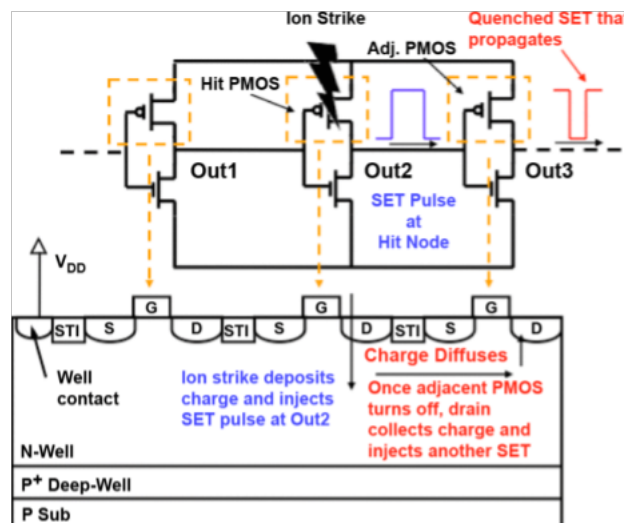 Ion Strike
Quenched SET that
propagates
Adj. PMOS
Hit PMOS
Out1
Out2
Out3
SET Pulse
at
Hit Node
VDD
G
G
G
STI
S
D
STI
S
D
STI
S
D
Well
contact
Ion strike deposits
charge and injects
SET pulse at Out2
Charge Diffuses
Once adjacent PMOS
turns off, drain
collects charge and
injects another SET
N-Well
P+ Deep-Well
P Sub